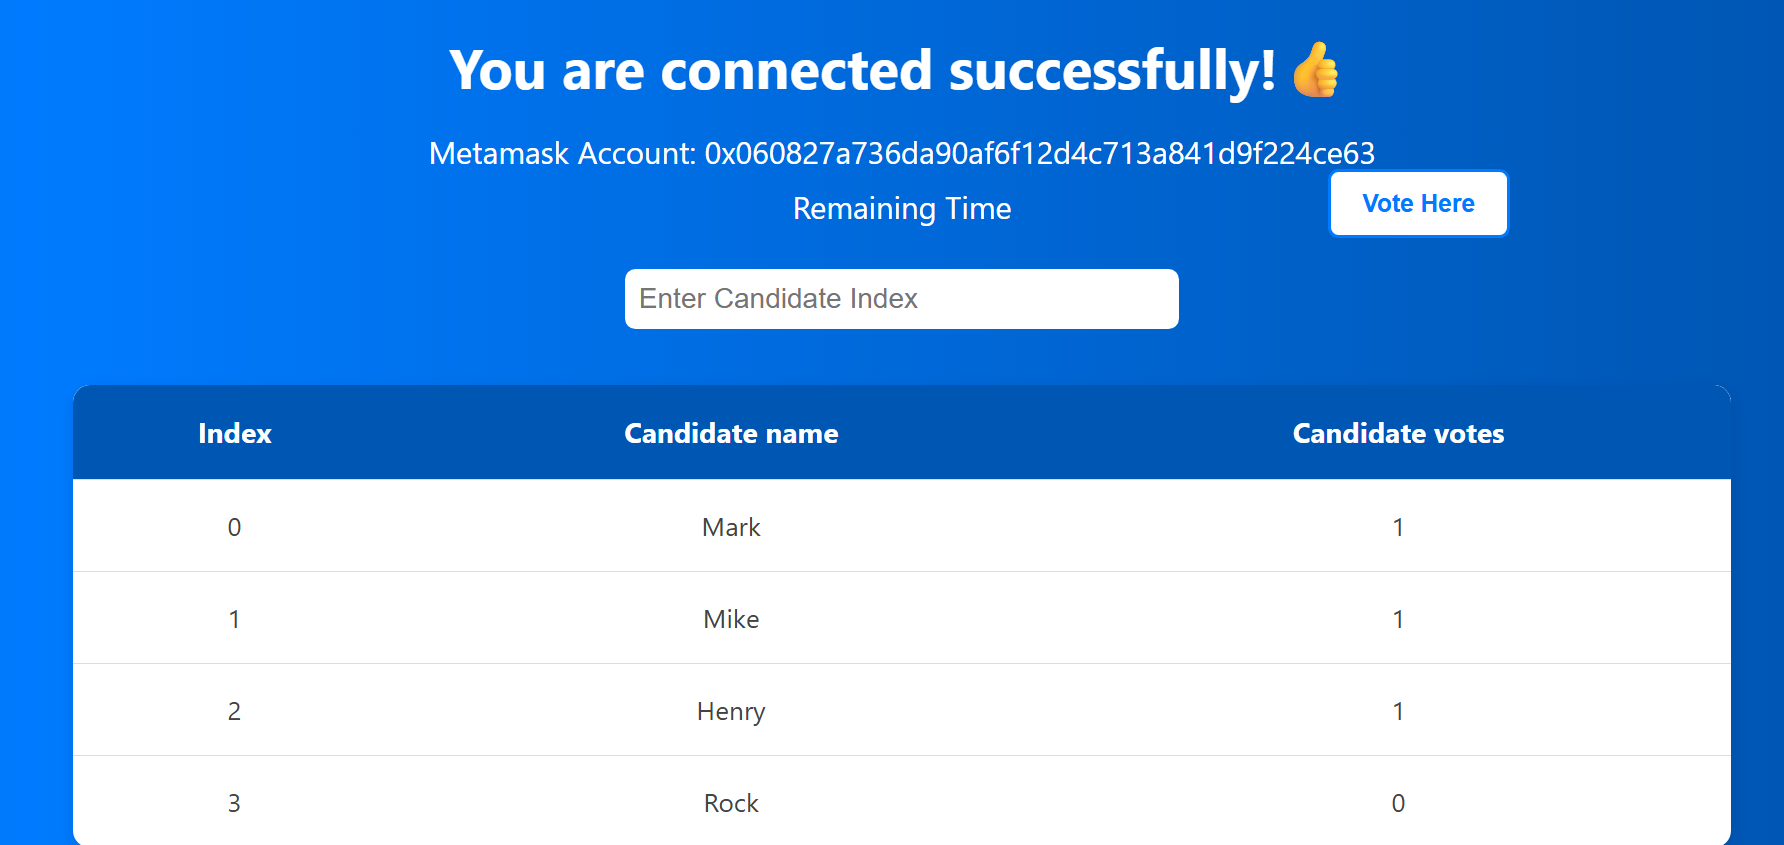 You are connected successfully! 👍
Metamask Account: 0x060827a736da90af6f12d4c713a841d9f224ce63
Remaining Time
Vote Here
Enter Candidate Index
Index Candidate name Candidate votes
0 Mark 1
1 Mike 1
2 Henry 1
3 Rock 0